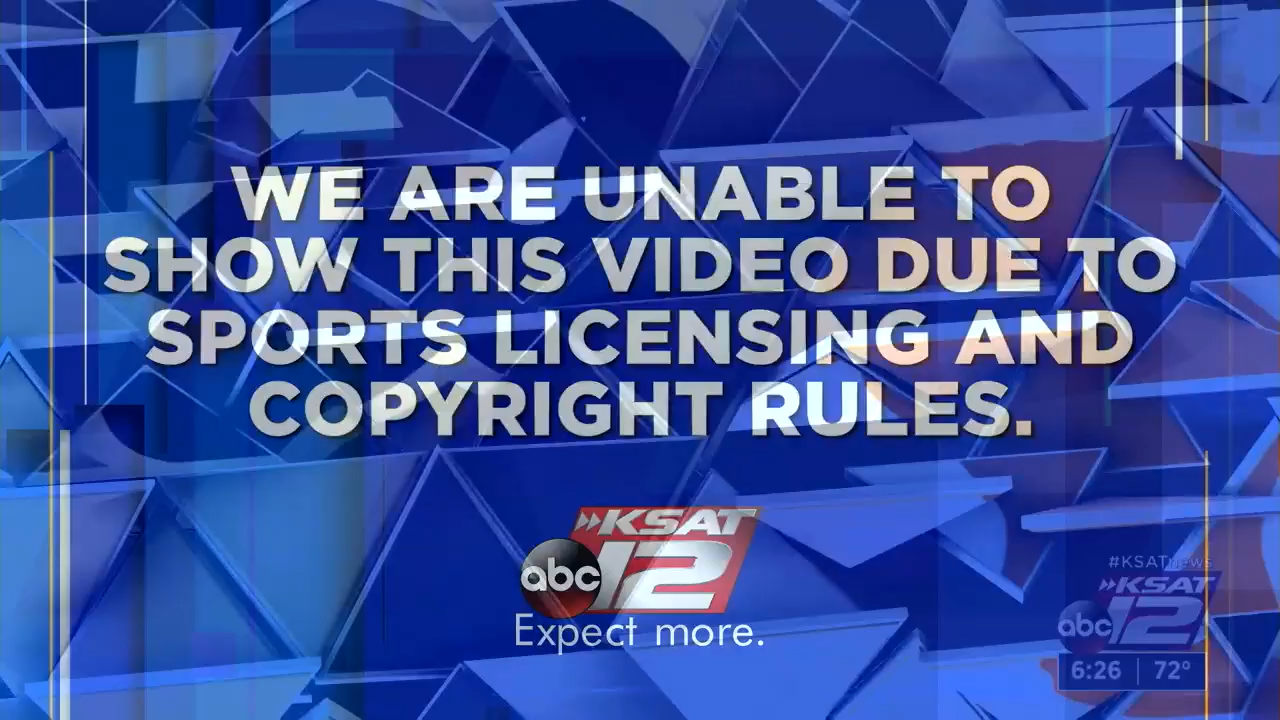 WE ARE UNABLE TO
SHOW THIS VIDEO DUE TO
SPORTS LICENSING AND
COPYRIGHT RULES.
KSAT
abc 12
Expect more.
#KSATnews
KSAT
abc 12
6:26 72°